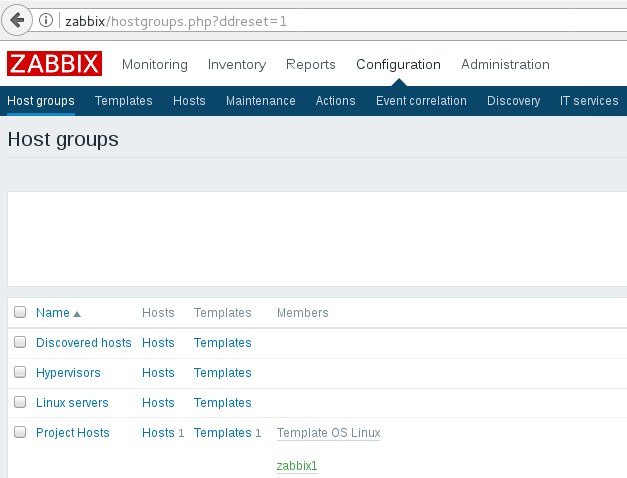 zabbix/hostgroups.php?ddreset=1
ZABBIX Monitoring Inventory Reports Configuration Administration
Host groups Templates Hosts Maintenance Actions Event correlation Discovery IT services
Host groups
Name Hosts Templates Members
Discovered hosts Hosts Templates
Hypervisors Hosts Templates
Linux servers Hosts Templates
Project Hosts Hosts 1 Templates 1 Template OS Linux
zabbix1